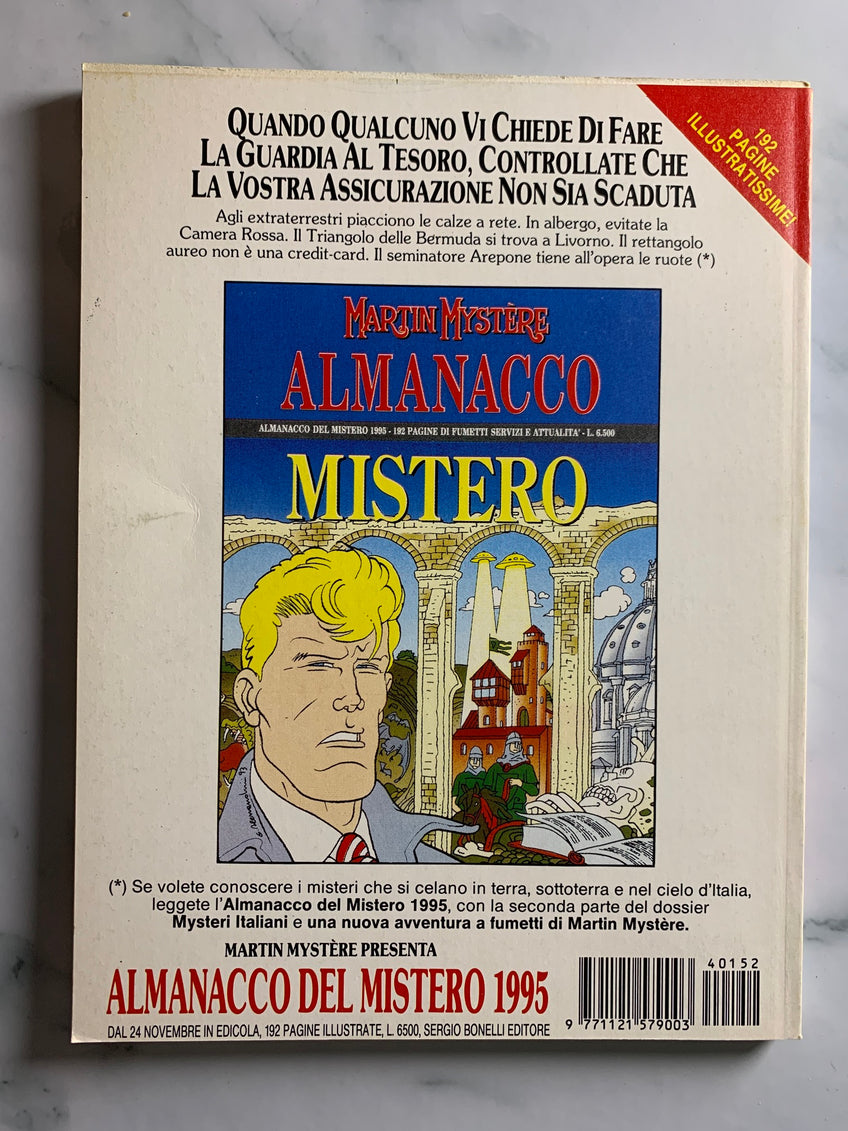 QUANDO QUALCUNO VI CHIEDE DI FARE
LA GUARDIA AL TESORO, CONTROLLATE CHE
LA VOSTRA ASSICURAZIONE NON SIA SCADUTA
192
PAGINE
ILLUSTRATISSIME!
Agli extraterrestri piacciono le calze a rete. In albergo, evitate la
Camera Rossa. Il Triangolo delle Bermuda si trova a Livorno. Il rettangolo
aureo non è una credit-card. Il seminatore Arepone tiene all'opera le ruote (*)
MARTIN MYSTÈRE
ALMANACCO
ALMANACCO DEL MISTERO 1995 - 192 PAGINE DI FUMETTI SERVIZI E ATTUALITA' - L. 6.500
MISTERO
(*) Se volete conoscere i misteri che si celano in terra, sottoterra e nel cielo d'Italia,
leggete l'Almanacco del Mistero 1995, con la seconda parte del dossier
Mysteri Italiani e una nuova avventura a fumetti di Martin Mystère.
MARTIN MYSTÈRE PRESENTA
ALMANACCO DEL MISTERO 1995
DAL 24 NOVEMBRE IN EDICOLA, 192 PAGINE ILLUSTRATE, L. 6500, SERGIO BONELLI EDITORE
40152
9 771121 579003